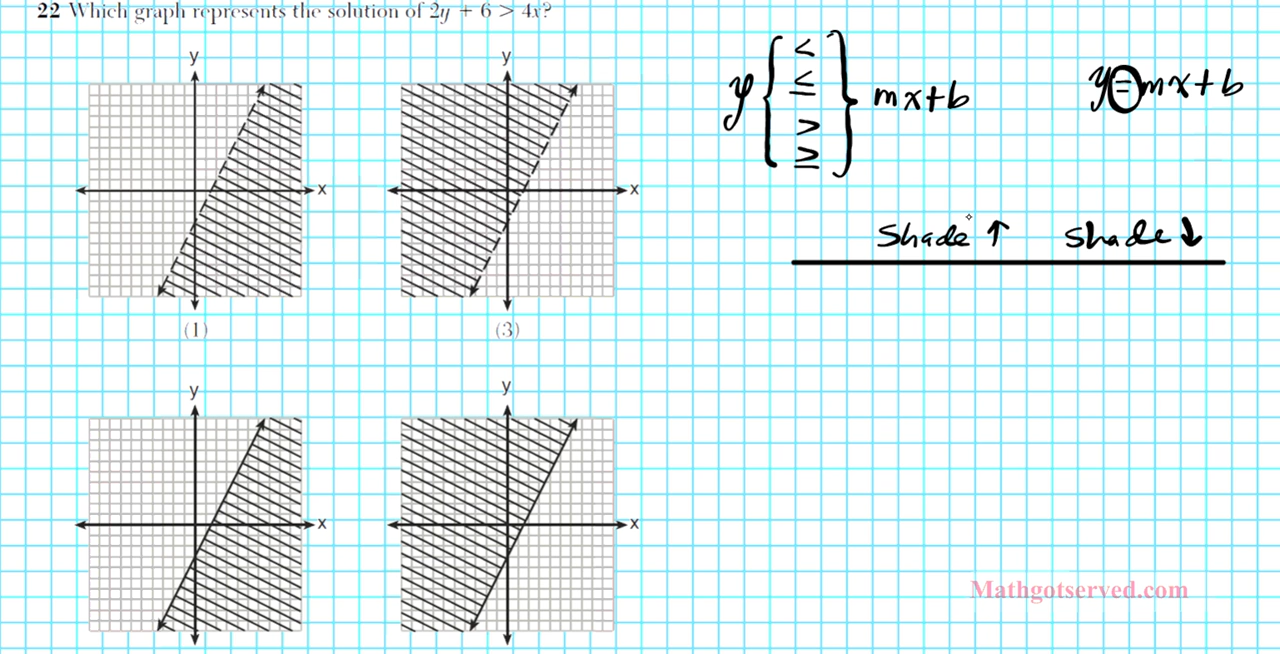 22 Which graph represents the solution of 2y + 6 > 4x?
y
x
(1)
y
x
(3)
y
x
y
x
y { < ≤ > ≥ } mx+b
y=mx+b
Shade ↑ Shade ↓
Mathgotserved.com